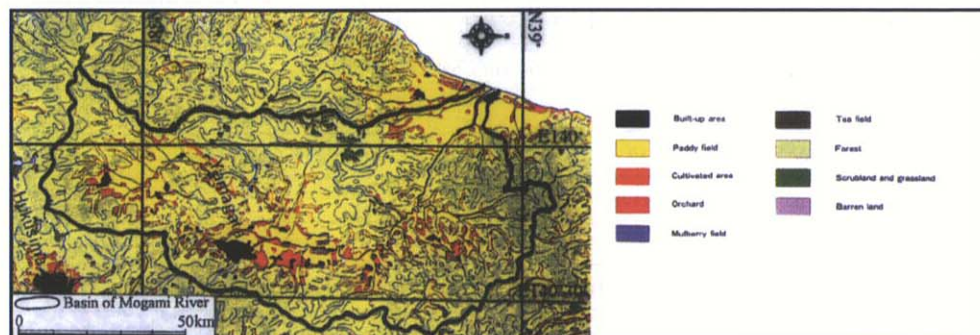 N39°
E140°
Basin of Mogami River
0 50km
Built-up area
Paddy field
Cultivated area
Orchard
Mulberry field
Tea field
Forest
Scrubland and grassland
Barren land